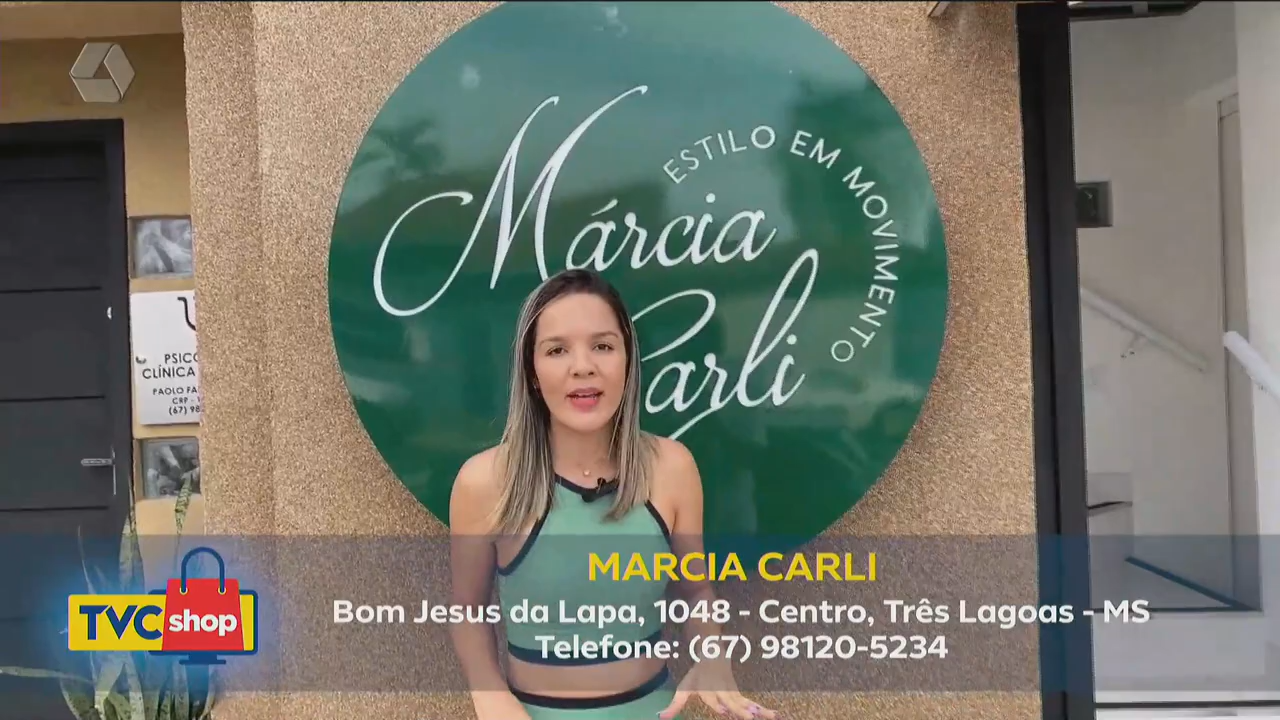 Márcia
Carli
ESTILO EM MOVIMENTO
PSICO
CLÍNICA
PAOLO
CRP -
(67) 98
MARCIA CARLI
Bom Jesus da Lapa, 1048 - Centro, Três Lagoas - MS
Telefone: (67) 98120-5234
TVC
shop